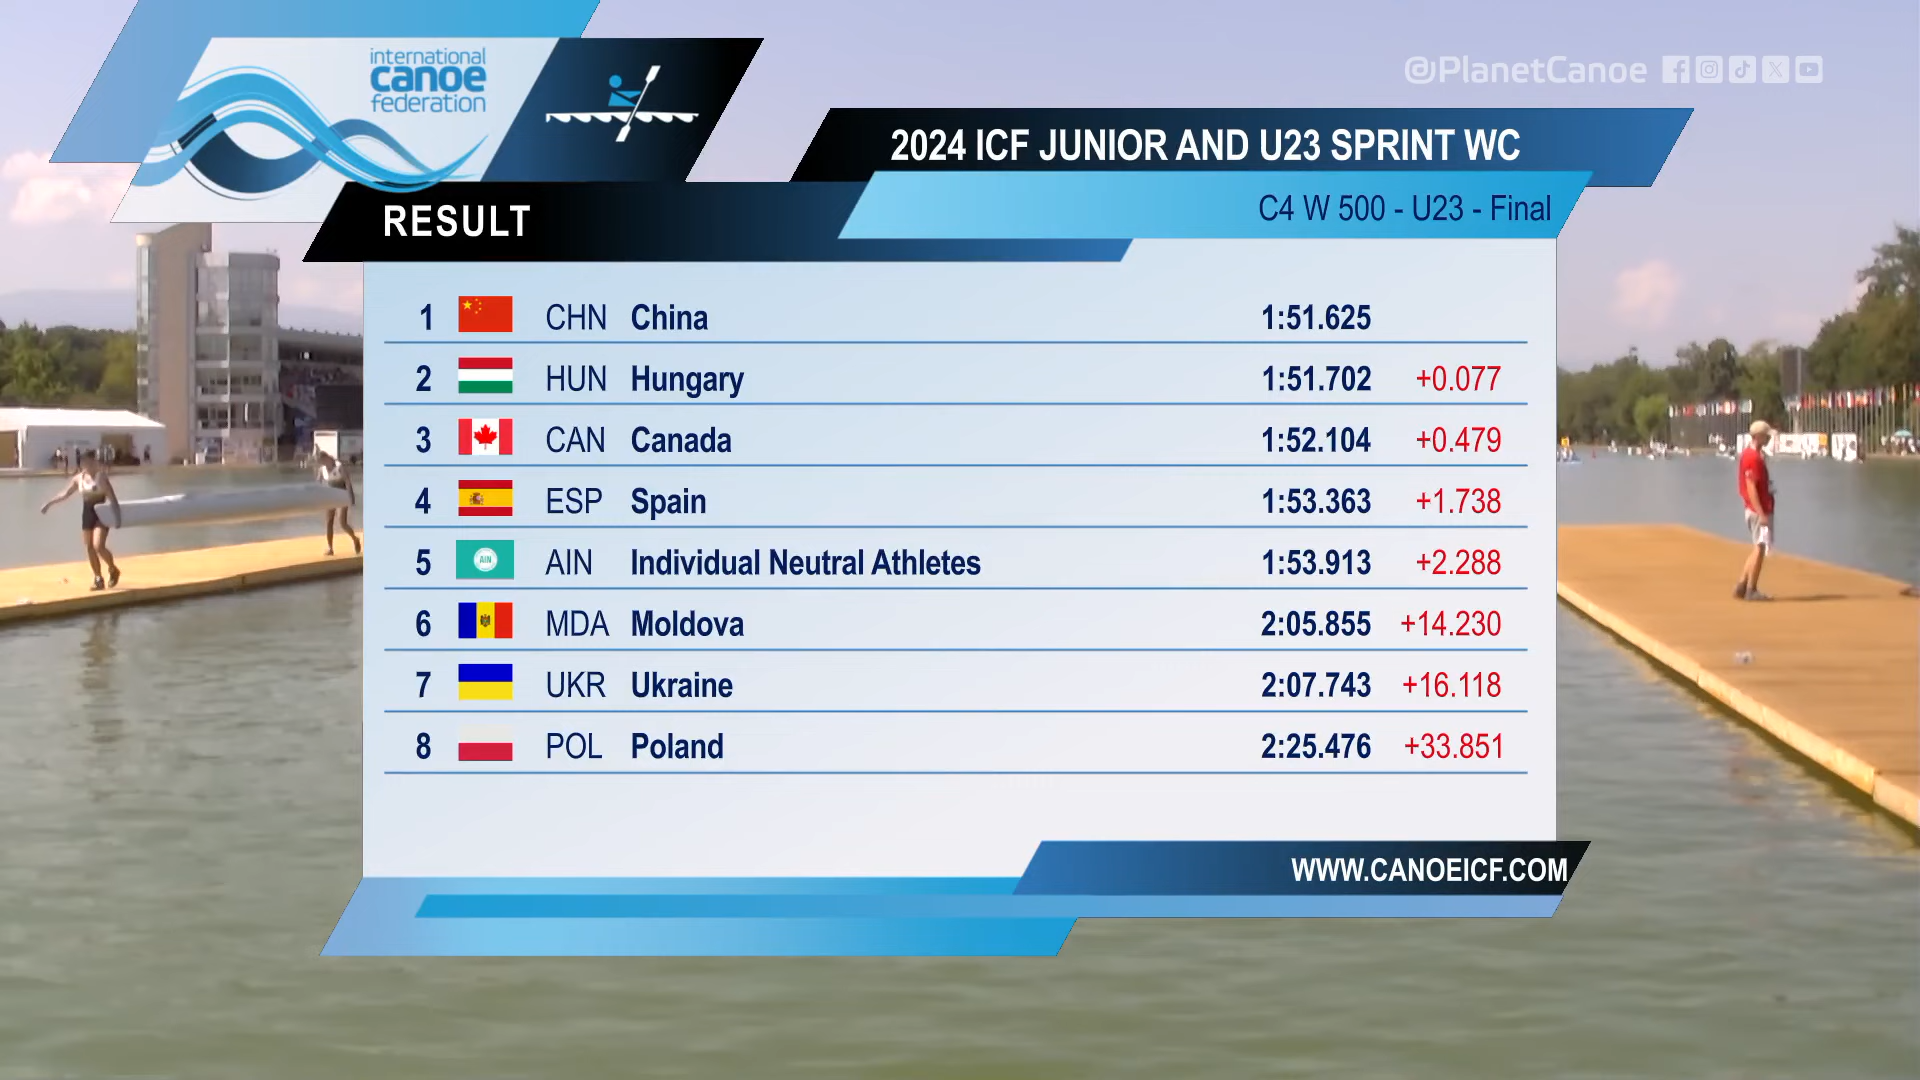 international
canoe
federation
@PlanetCanoe
2024 ICF JUNIOR AND U23 SPRINT WC
C4 W 500 - U23 - Final
RESULT
1 CHN China 1:51.625
2 HUN Hungary 1:51.702 +0.077
3 CAN Canada 1:52.104 +0.479
4 ESP Spain 1:53.363 +1.738
5 AIN AIN Individual Neutral Athletes 1:53.913 +2.288
6 MDA Moldova 2:05.855 +14.230
7 UKR Ukraine 2:07.743 +16.118
8 POL Poland 2:25.476 +33.851
WWW.CANOEICF.COM